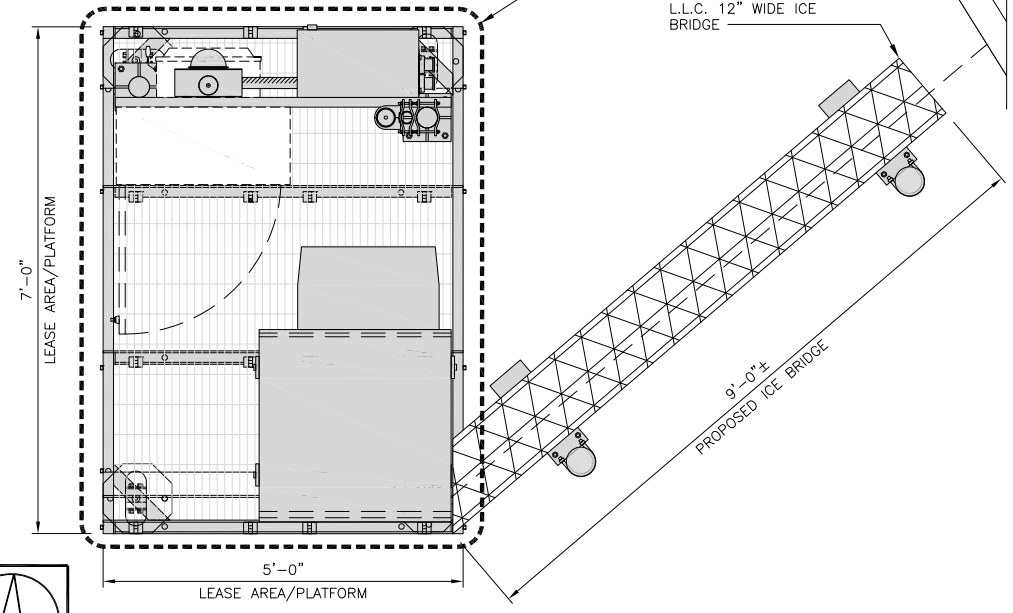 L.L.C. 12" WIDE ICE
BRIDGE
7'-0"
LEASE AREA/PLATFORM
9'-0"±
PROPOSED ICE BRIDGE
5'-0"
LEASE AREA/PLATFORM